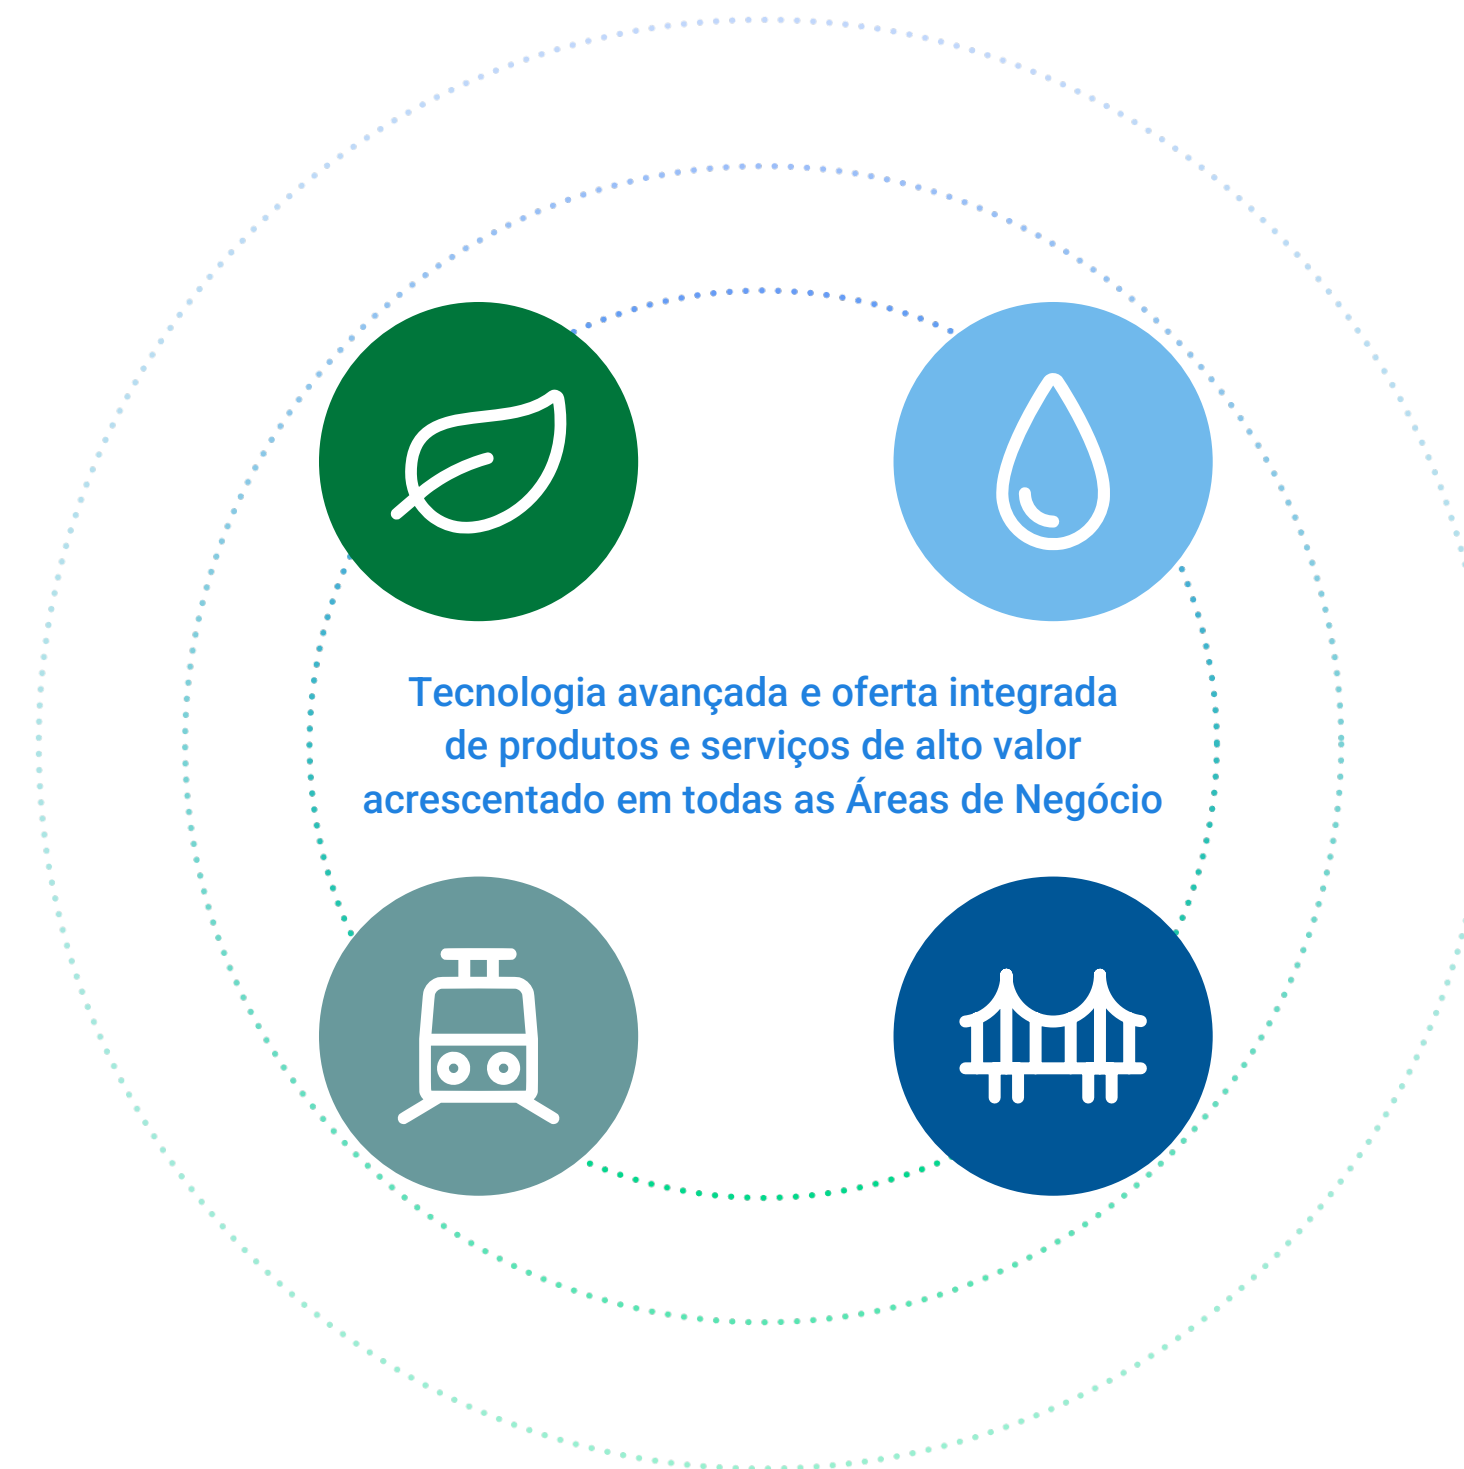 Tecnologia avançada e oferta integrada
de produtos e serviços de alto valor
acrescentado em todas as Áreas de Negócio